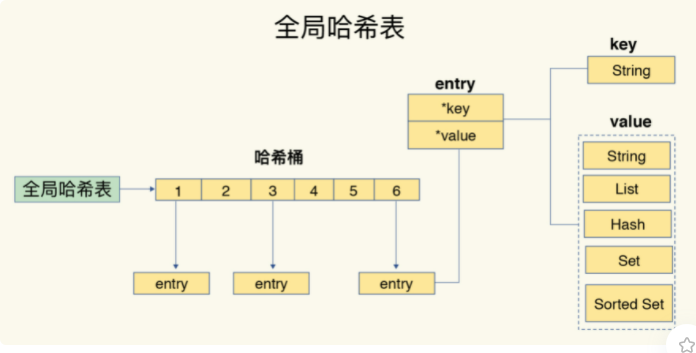 全局哈希表
key
String
entry
*key
*value
value
哈希桶
String
全局哈希表
1
2
3
4
5
6
List
Hash
Set
entry
entry
entry
Sorted Set